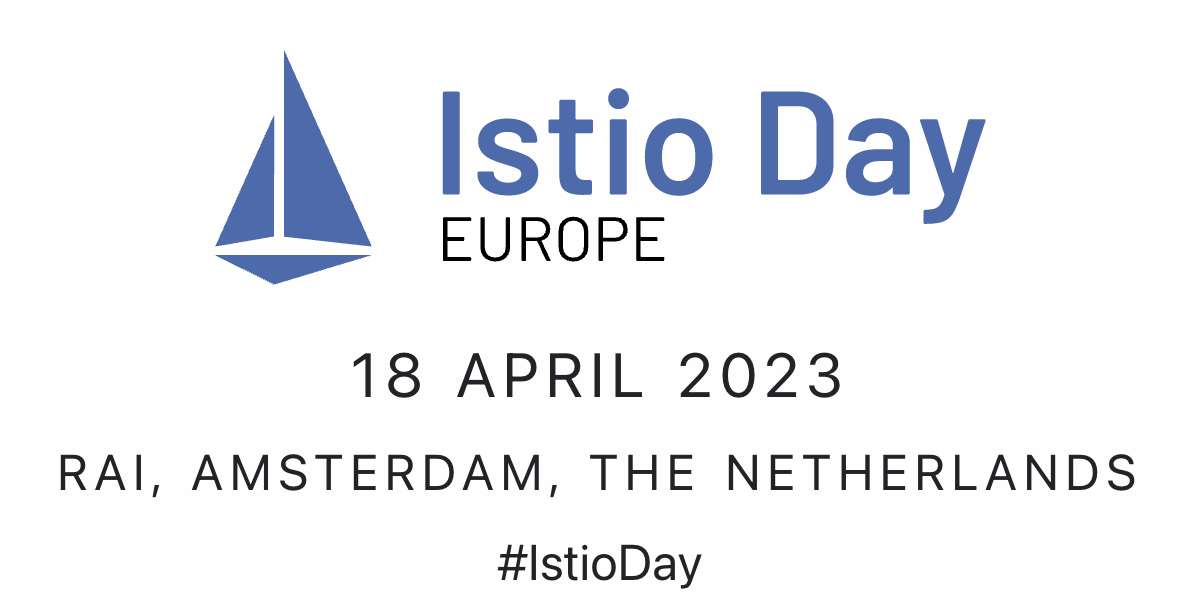 Istio Day
EUROPE
18 APRIL 2023
RAI, AMSTERDAM, THE NETHERLANDS
#IstioDay